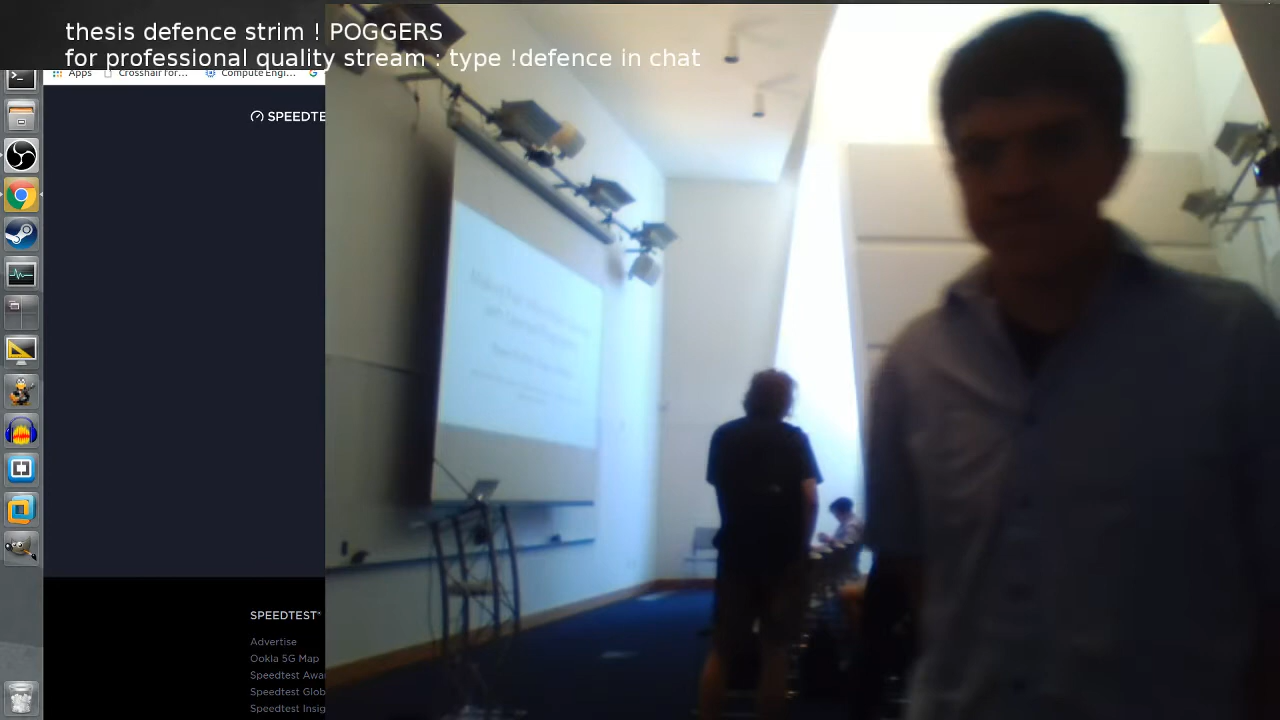 thesis defence strim ! POGGERS
for professional quality stream : type !defence in chat
Apps Crosshair for... Compute Engi... G
SPEEDTE
SPEEDTEST
Advertise
Ookla 5G Map
Speedtest Awa
Speedtest Glob
Speedtest Insig